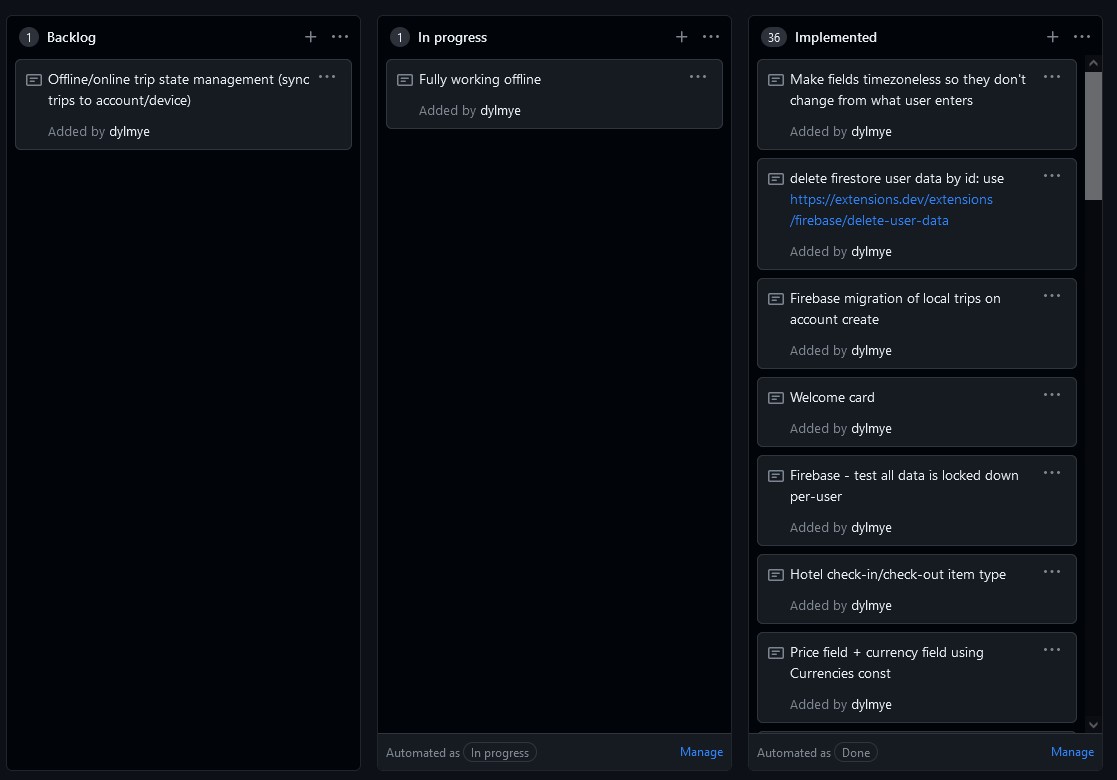 1 Backlog
Offline/online trip state management (sync
trips to account/device)
Added by dylmye
1 In progress
Fully working offline
Added by dylmye
Automated as In progress Manage
36 Implemented
Make fields timezoneless so they don't
change from what user enters
Added by dylmye
delete firestore user data by id: use
https://extensions.dev/extensions
/firebase/delete-user-data
Added by dylmye
Firebase migration of local trips on
account create
Added by dylmye
Welcome card
Added by dylmye
Firebase - test all data is locked down
per-user
Added by dylmye
Hotel check-in/check-out item type
Added by dylmye
Price field + currency field using
Currencies const
Added by dylmye
Automated as Done Manage